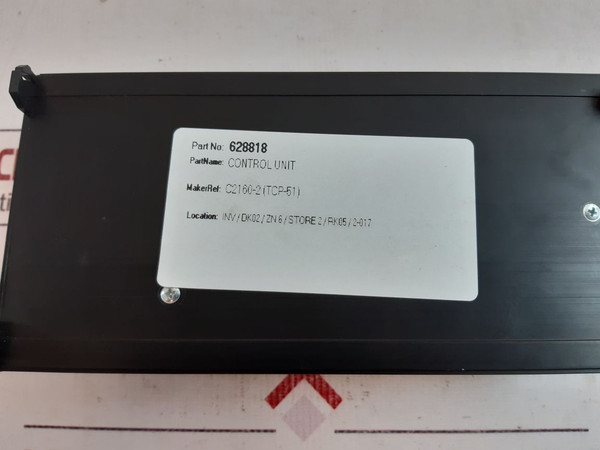 Part No: 628818
PartName: CONTROL UNIT
MakerRef: C2160-2 (TCP-51)
Location: INV / DK02 / ZN 6 / STORE 2 / RK05 / 2-017